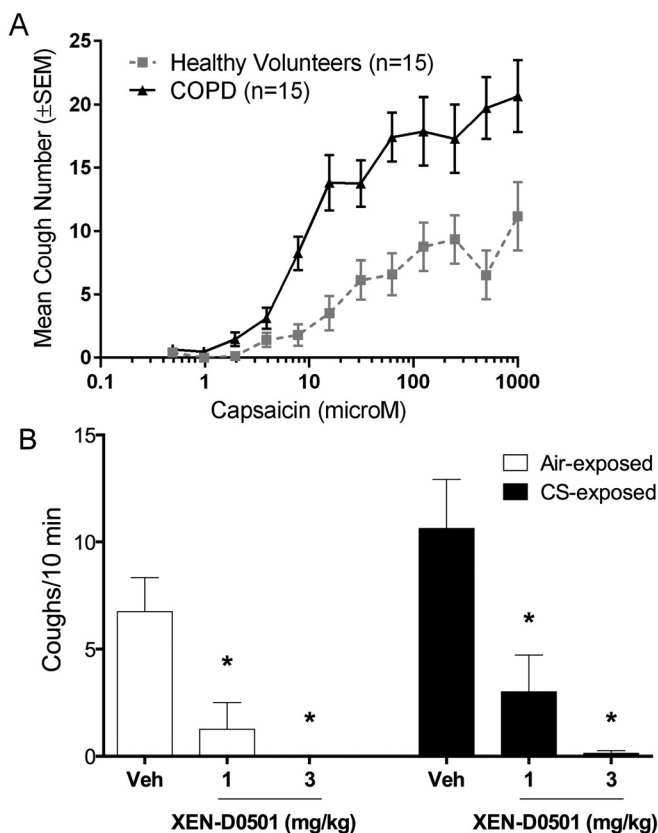 A
Healthy Volunteers (n=15)
COPD (n=15)
Mean Cough Number (±SEM)
25
20
15
10
5
0
0.1 1 10 100 1000
Capsaicin (microM)
B
Air-exposed
CS-exposed
Coughs/10 min
15
10
5
0
* * * *
Veh 1 3 Veh 1 3
XEN-D0501 (mg/kg) XEN-D0501 (mg/kg)